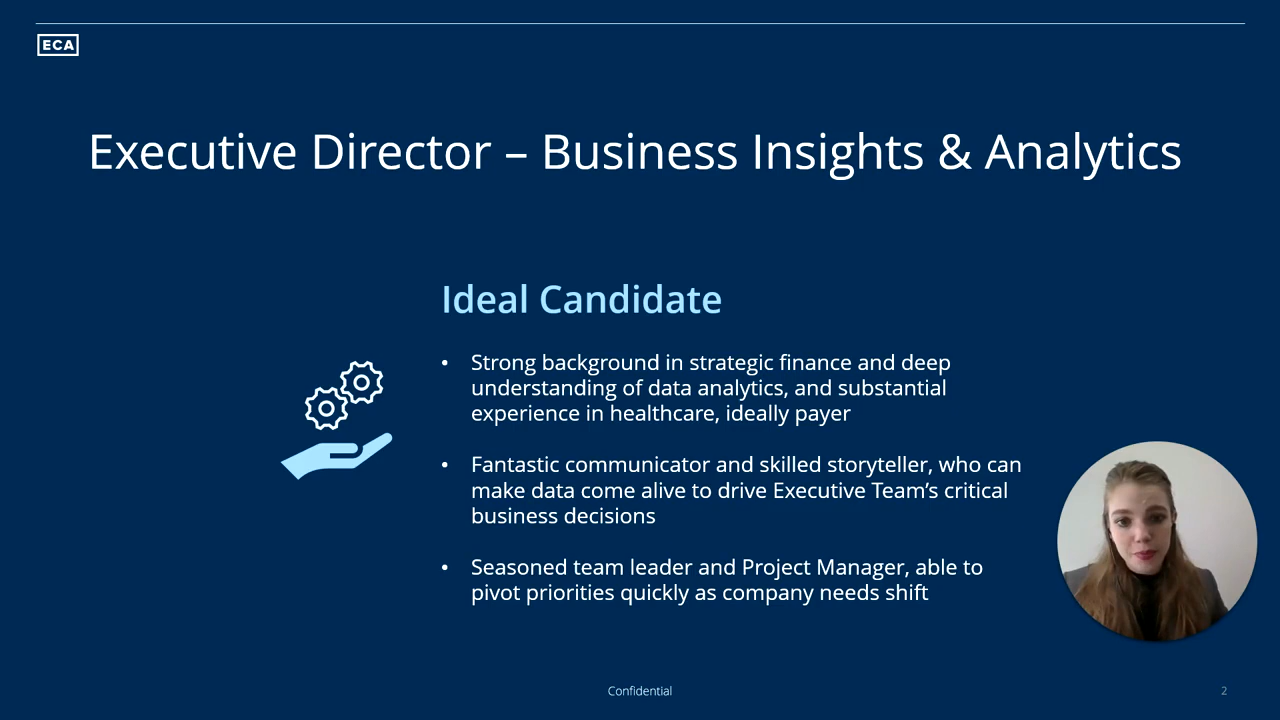 ECA
Executive Director – Business Insights & Analytics
Ideal Candidate
• Strong background in strategic finance and deep
understanding of data analytics, and substantial
experience in healthcare, ideally payer
• Fantastic communicator and skilled storyteller, who can
make data come alive to drive Executive Team’s critical
business decisions
• Seasoned team leader and Project Manager, able to
pivot priorities quickly as company needs shift
Confidential
2